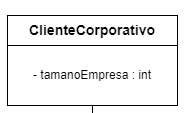 ClienteCorporativo
- tamanoEmpresa : int